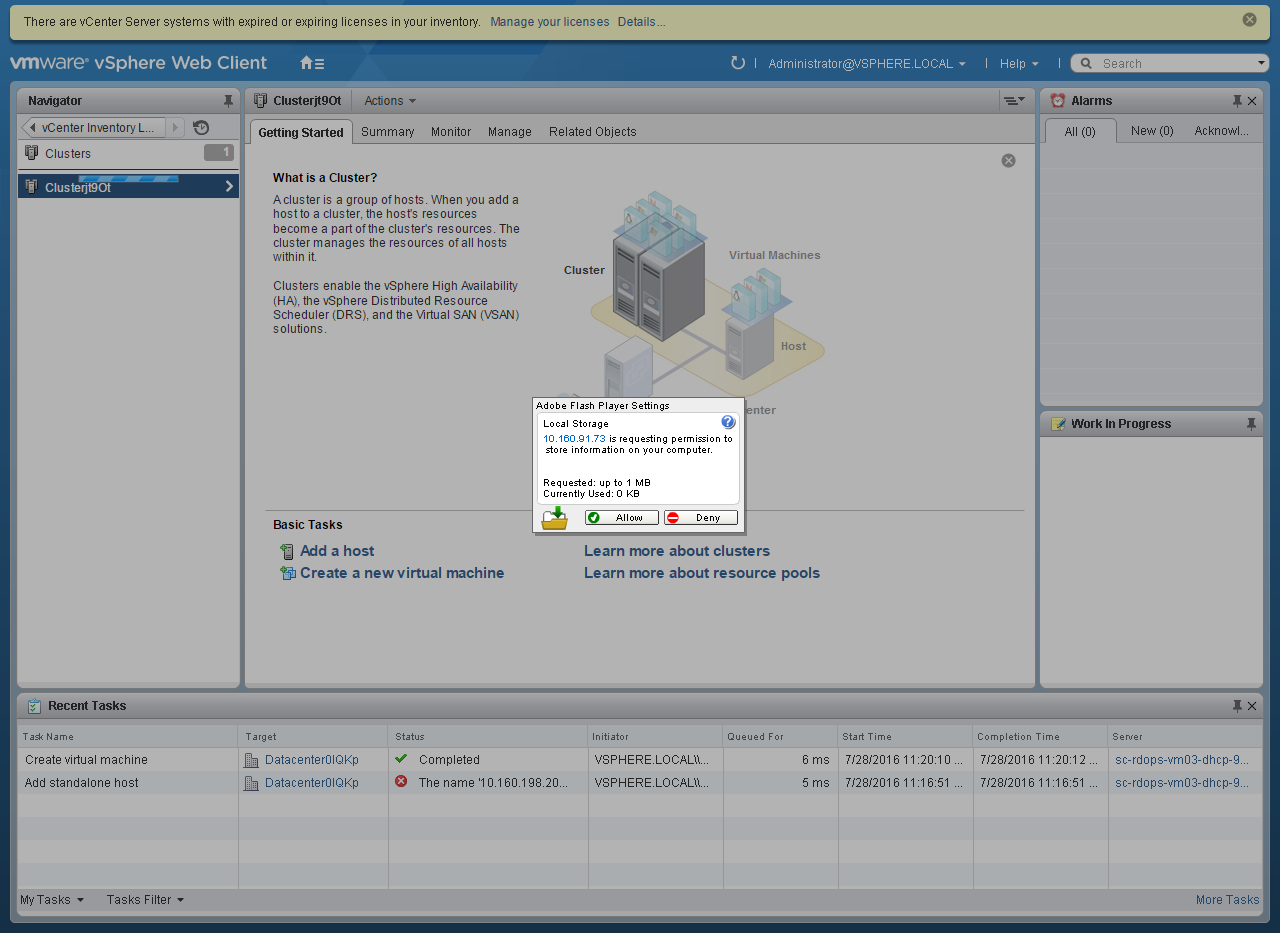 There are vCenter Server systems with expired or expiring licenses in your inventory. Manage your licenses Details...
vmware® vSphere Web Client
Administrator@VSPHERE.LOCAL
Help
Search
Navigator
vCenter Inventory L...
Clusters
1
Clusterjt9Ot
Clusterjt9Ot
Actions
Getting Started
Summary
Monitor
Manage
Related Objects
What is a Cluster?
A cluster is a group of hosts. When you add a
host to a cluster, the host's resources
become a part of the cluster's resources. The
cluster manages the resources of all hosts
within it.
Clusters enable the vSphere High Availability
(HA), the vSphere Distributed Resource
Scheduler (DRS), and the Virtual SAN (VSAN)
solutions.
Cluster
Virtual Machines
Host
enter
Adobe Flash Player Settings
Local Storage
?
10.160.91.73 is requesting permission to
store information on your computer.
Requested: up to 1 MB
Currently Used: 0 KB
Allow
Deny
Basic Tasks
Add a host
Create a new virtual machine
Learn more about clusters
Learn more about resource pools
Alarms
All (0)
New (0)
Acknowl...
Work In Progress
Recent Tasks
Task Name Target Status Initiator Queued For Start Time Completion Time Server
Create virtual machine Datacenter0IQKp Completed VSPHERE.LOCAL\\... 6 ms 7/28/2016 11:20:10 ... 7/28/2016 11:20:12 ... sc-rdops-vm03-dhcp-9...
Add standalone host Datacenter0IQKp The name '10.160.198.20... VSPHERE.LOCAL\\... 5 ms 7/28/2016 11:16:51 ... 7/28/2016 11:16:51 ... sc-rdops-vm03-dhcp-9...
My Tasks
Tasks Filter
More Tasks